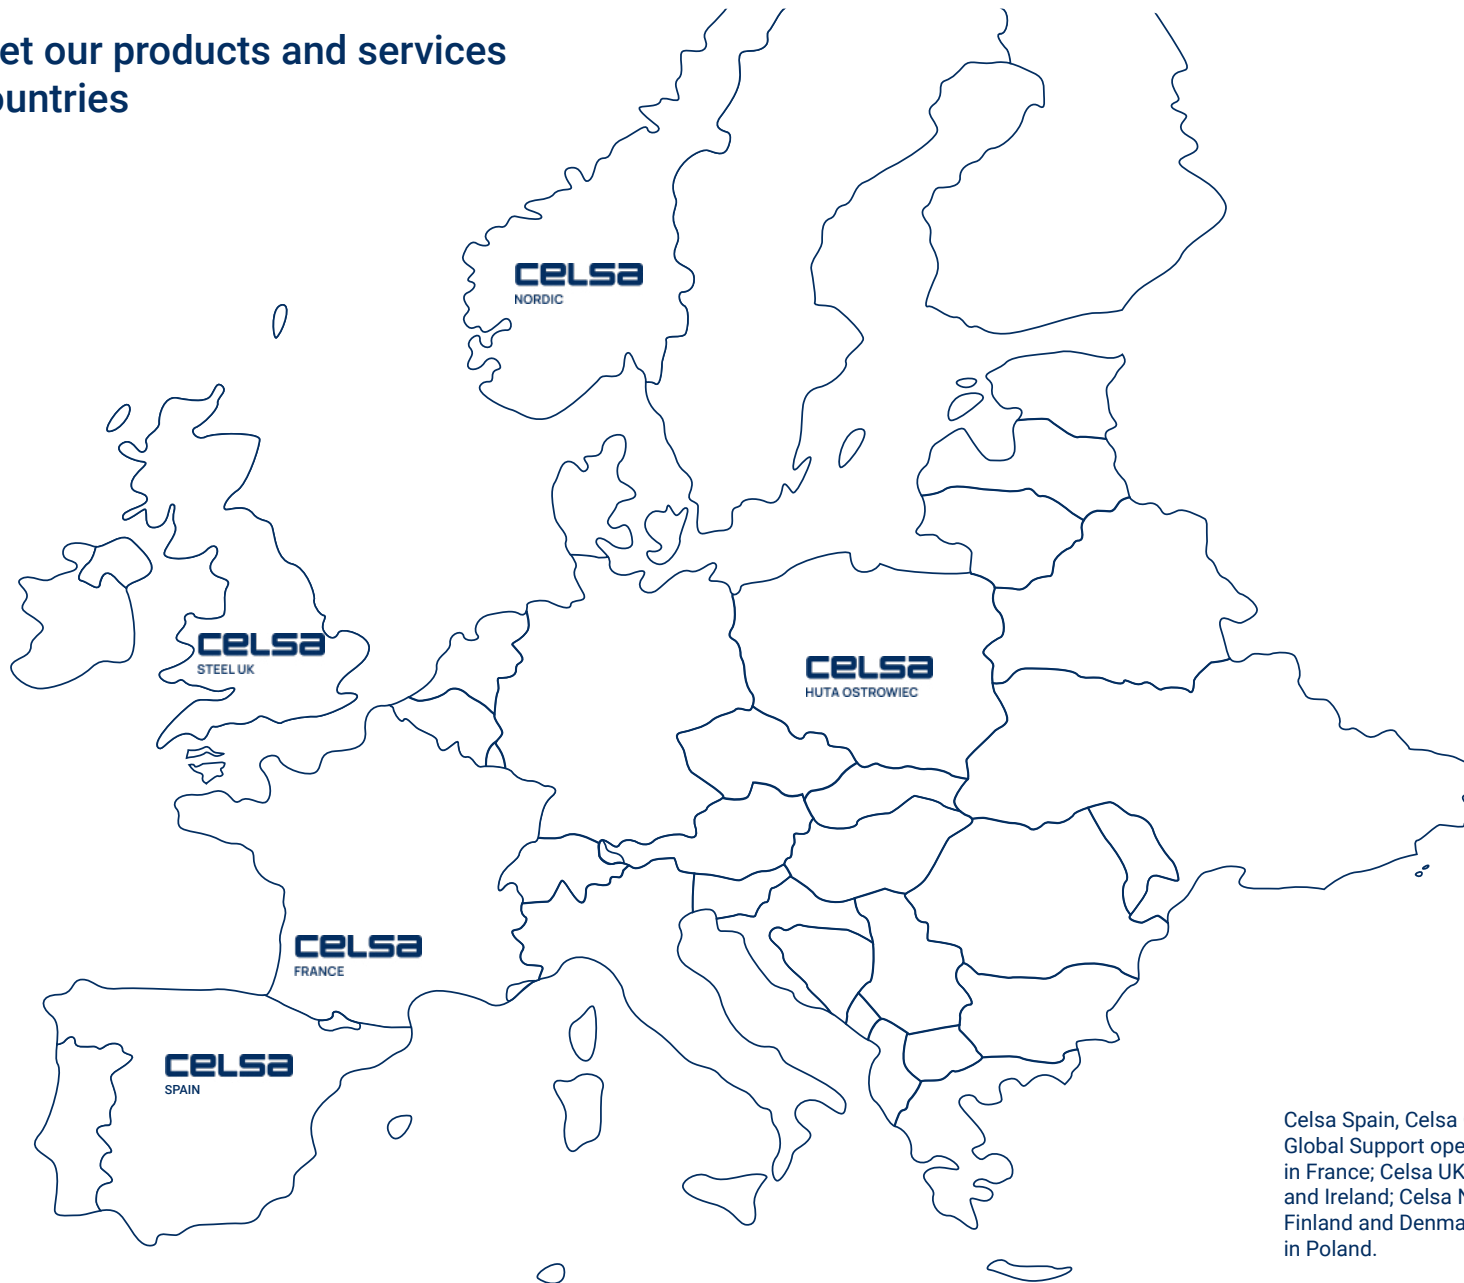 et our products and services
ountries
CELSA
NORDIC
CELSA
STEEL UK
CELSA
HUTA OSTROWIEC
CELSA
FRANCE
CELSA
SPAIN
Celsa Spain, Celsa
Global Support ope
in France; Celsa UK
and Ireland; Celsa N
Finland and Denma
in Poland.